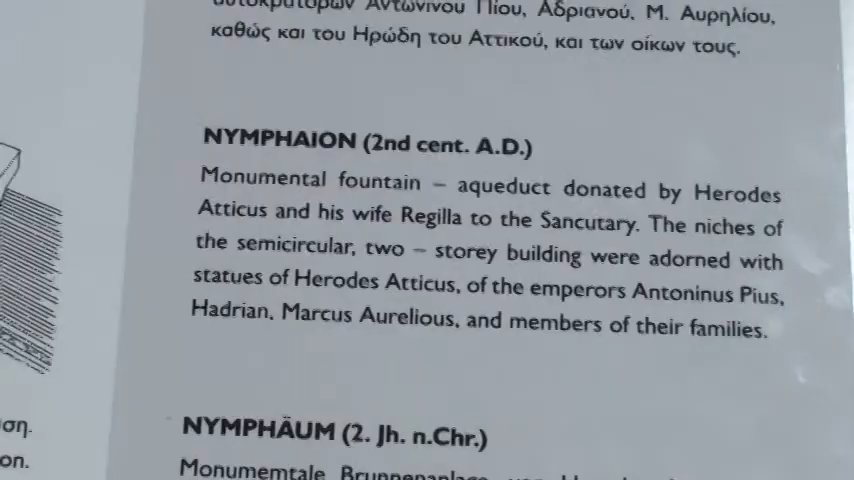 αυτοκρατόρων Αντωνίνου Πίου, Αδριανού, Μ. Αυρηλίου,
καθώς και του Ηρώδη του Αττικού, και των οίκων τους.
NYMPHAION (2nd cent. A.D.)
Monumental fountain – aqueduct donated by Herodes
Atticus and his wife Regilla to the Sancutary. The niches of
the semicircular, two – storey building were adorned with
statues of Herodes Atticus, of the emperors Antoninus Pius,
Hadrian, Marcus Aurelious, and members of their families.
ση.
on.
NYMPHÄUM (2. Jh. n.Chr.)
Monumemtale Brunnenanlage